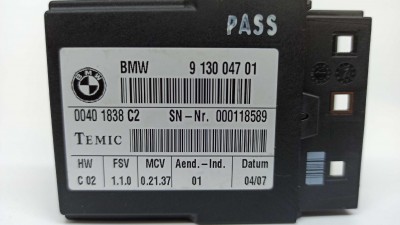 PASS
BMW
BMW 9 130 047 01
0040 1838 C2 SN-Nr. 000118589
TEMIC
HW FSV MCV Aend.-Ind. Datum
C 02 1.1.0 0.21.37 01 04/07